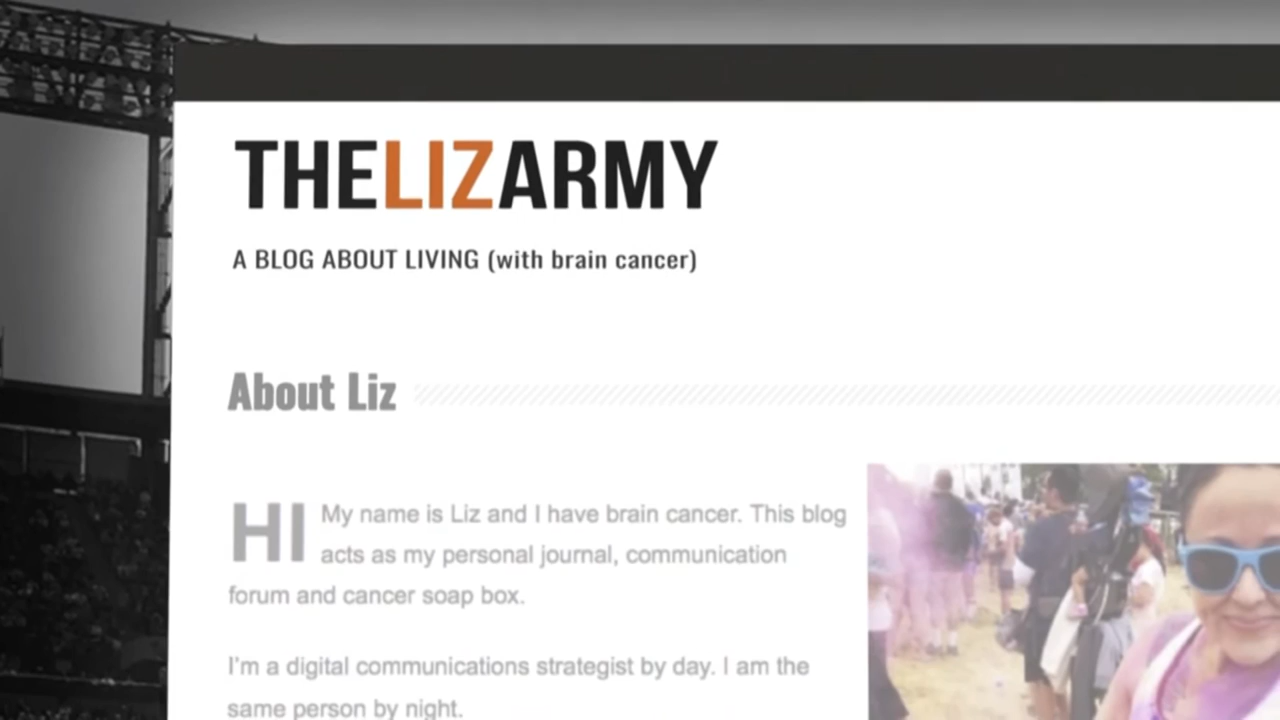 THELIZARMY
A BLOG ABOUT LIVING (with brain cancer)
About Liz
HI My name is Liz and I have brain cancer. This blog
acts as my personal journal, communication
forum and cancer soap box.
I'm a digital communications strategist by day. I am the
same person by night.